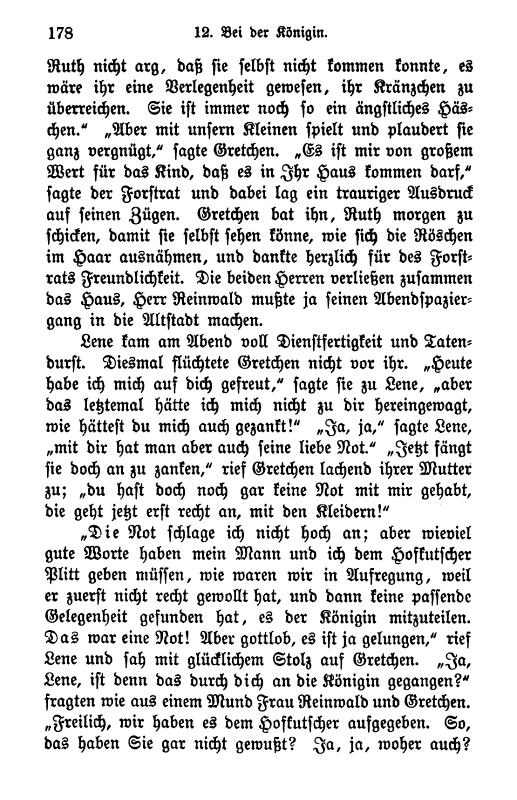 178 12. Bei der Königin.
Ruth nicht arg, daß sie selbst nicht kommen konnte, es
wäre ihr eine Verlegenheit gewesen, ihr Kränzchen zu
überreichen. Sie ist immer noch so ein ängstliches Häs-
chen.“ „Aber mit unsern Kleinen spielt und plaudert sie
ganz vergnügt,“ sagte Gretchen. „Es ist mir von großem
Wert für das Kind, daß es in Ihr Haus kommen darf,“
sagte der Forstrat und dabei lag ein trauriger Ausdruck
auf seinen Zügen. Gretchen bat ihn, Ruth morgen zu
schicken, damit sie selbst sehen könne, wie sich die Röschen
im Haar ausnähmen, und dankte herzlich für des Forst-
rats Freundlichkeit. Die beiden Herren verließen zusammen
das Haus, Herr Reinwald mußte ja seinen Abendspazier-
gang in die Altstadt machen.
Lene kam am Abend voll Dienstfertigkeit und Taten-
durst. Diesmal flüchtete Gretchen nicht vor ihr. „Heute
habe ich mich auf dich gefreut,“ sagte sie zu Lene, „aber
das letztemal hätte ich mich nicht zu dir hereingewagt,
wie hättest du mich auch gezankt!“ „Ja, ja,“ sagte Lene,
„mit dir hat man aber auch seine liebe Not.“ „Jetzt fängt
sie doch an zu zanken,“ rief Gretchen lachend ihrer Mutter
zu; „du hast doch noch gar keine Not mit mir gehabt,
die geht jetzt erst recht an, mit den Kleidern!“
„Die Not schlage ich nicht hoch an; aber wieviel
gute Worte haben mein Mann und ich dem Hofkutscher
Plitt geben müssen, wie waren wir in Aufregung, weil
er zuerst nicht recht gewollt hat, und dann keine passende
Gelegenheit gefunden hat, es der Königin mitzuteilen.
Das war eine Not! Aber gottlob, es ist ja gelungen,“ rief
Lene und sah mit glücklichem Stolz auf Gretchen. „Ja,
Lene, ist denn das durch dich an die Königin gegangen?“
fragten wie aus einem Mund Frau Reinwald und Gretchen.
„Freilich, wir haben es dem Hofkutscher aufgegeben. So,
das haben Sie gar nicht gewußt? Ja, ja, woher auch?